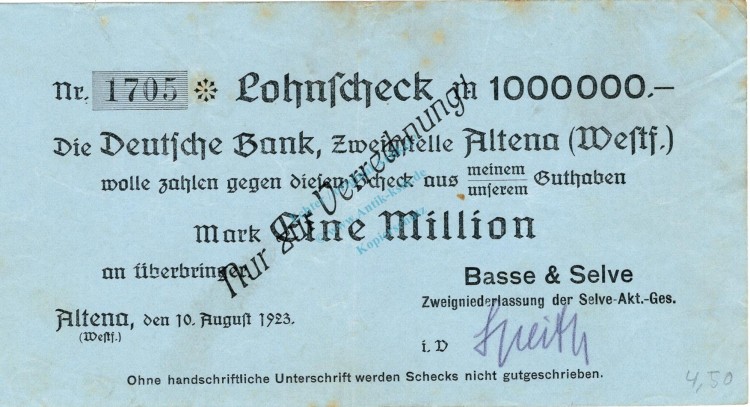 Nr. 1705 Lohnscheck M 1000000.—
Die Deutsche Bank, Zweigstelle Altena (Westf.)
wolle zahlen gegen diesen Scheck aus meinem
unserem Guthaben
Mark Eine Million
an Überbringer
Nur zur Verrechnung!
Basse & Selve
Zweigniederlassung der Selve-Akt.-Ges.
Altena, den 10. August 1923.
(Westf.)
i. V
Ohne handschriftliche Unterschrift werden Schecks nicht gutgeschrieben.
4,50